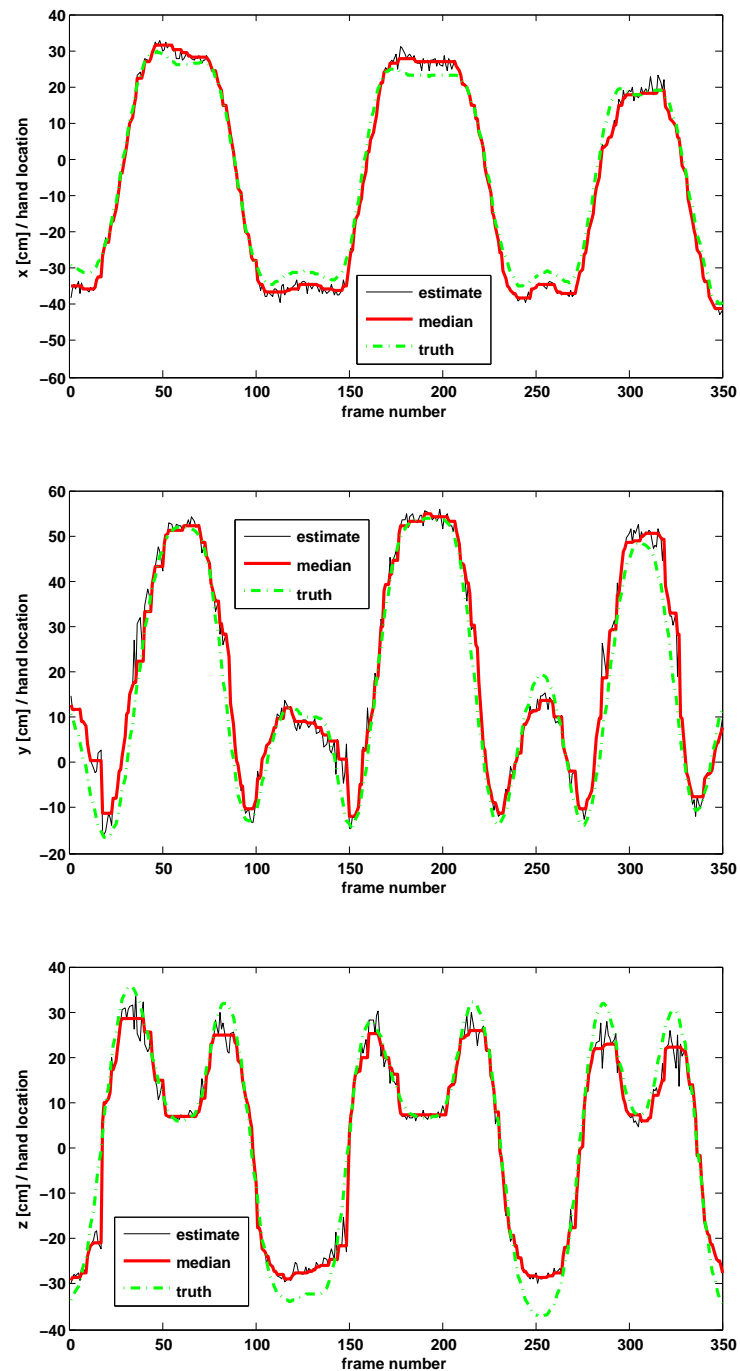 40
30
20
10
0
−10
−20
−30
−40
−50
−60
x [cm] / hand location
estimate
median
truth
0 50 100 150 200 250 300 350
frame number
60
50
40
30
20
10
0
−10
−20
y [cm] / hand location
estimate
median
truth
0 50 100 150 200 250 300 350
frame number
40
30
20
10
0
−10
−20
−30
−40
z [cm] / hand location
estimate
median
truth
0 50 100 150 200 250 300 350
frame number